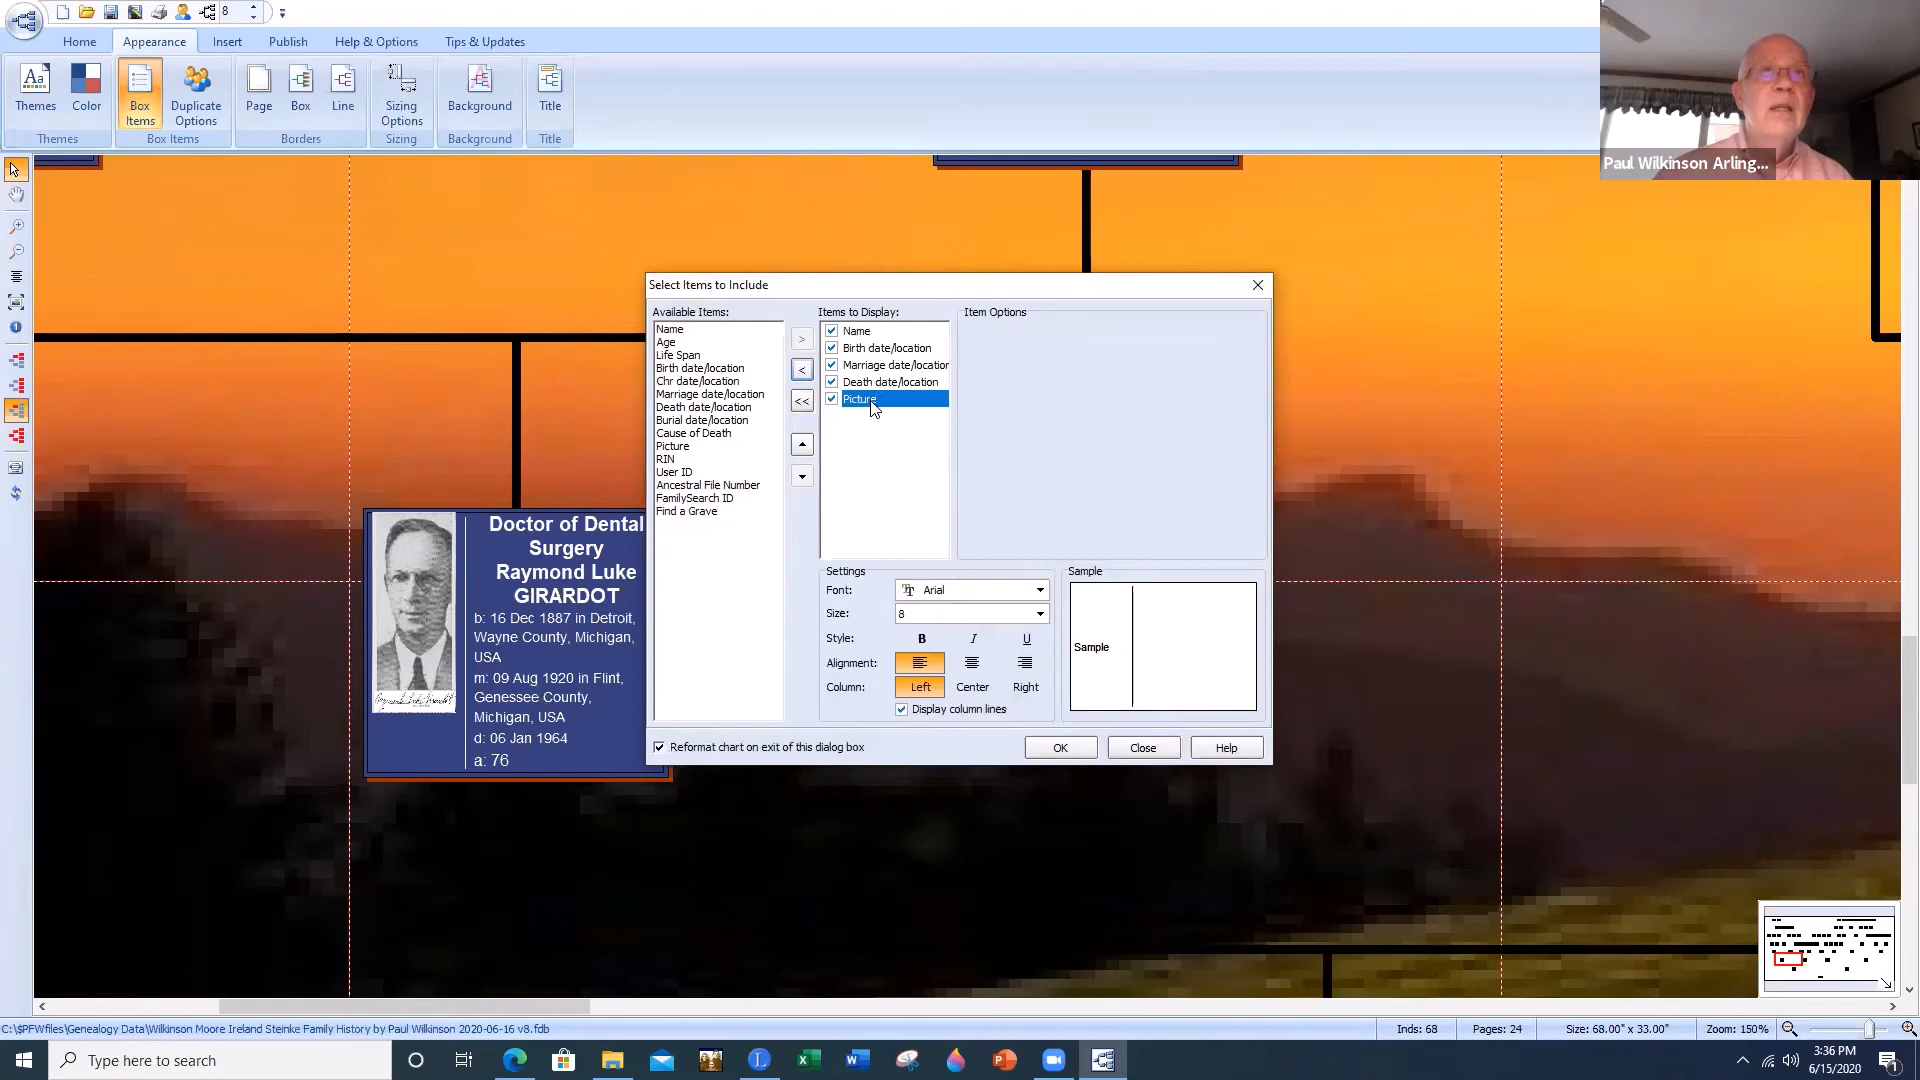 8
Home Appearance Insert Publish Help & Options Tips & Updates
Themes Color Box Items Duplicate Options Page Box Line Sizing Options Background Title
Themes Box Items Borders Sizing Background Title
Paul Wilkinson Arling...
Select Items to Include
Available Items:
Name
Age
Life Span
Birth date/location
Chr date/location
Marriage date/location
Death date/location
Burial date/location
Cause of Death
Picture
RIN
User ID
Ancestral File Number
FamilySearch ID
Find a Grave
>
<
<<
Items to Display:
Name
Birth date/location
Marriage date/location
Death date/location
Picture
Item Options
Settings
Font: Arial
Size: 8
Style: B I U
Alignment:
Column: Left Center Right
Display column lines
Sample
Sample
Reformat chart on exit of this dialog box
OK Close Help
Doctor of Dental
Surgery
Raymond Luke
GIRARDOT
b: 16 Dec 1887 in Detroit,
Wayne County, Michigan,
USA
m: 09 Aug 1920 in Flint,
Genessee County,
Michigan, USA
d: 06 Jan 1964
a: 76
C:\$PFWfiles\Genealogy Data\Wilkinson Moore Ireland Steinke Family History by Paul Wilkinson 2020-06-16 v8.fdb
Inds: 68 Pages: 24 Size: 68.00" x 33.00" Zoom: 150%
Type here to search
3:36 PM
6/15/2020